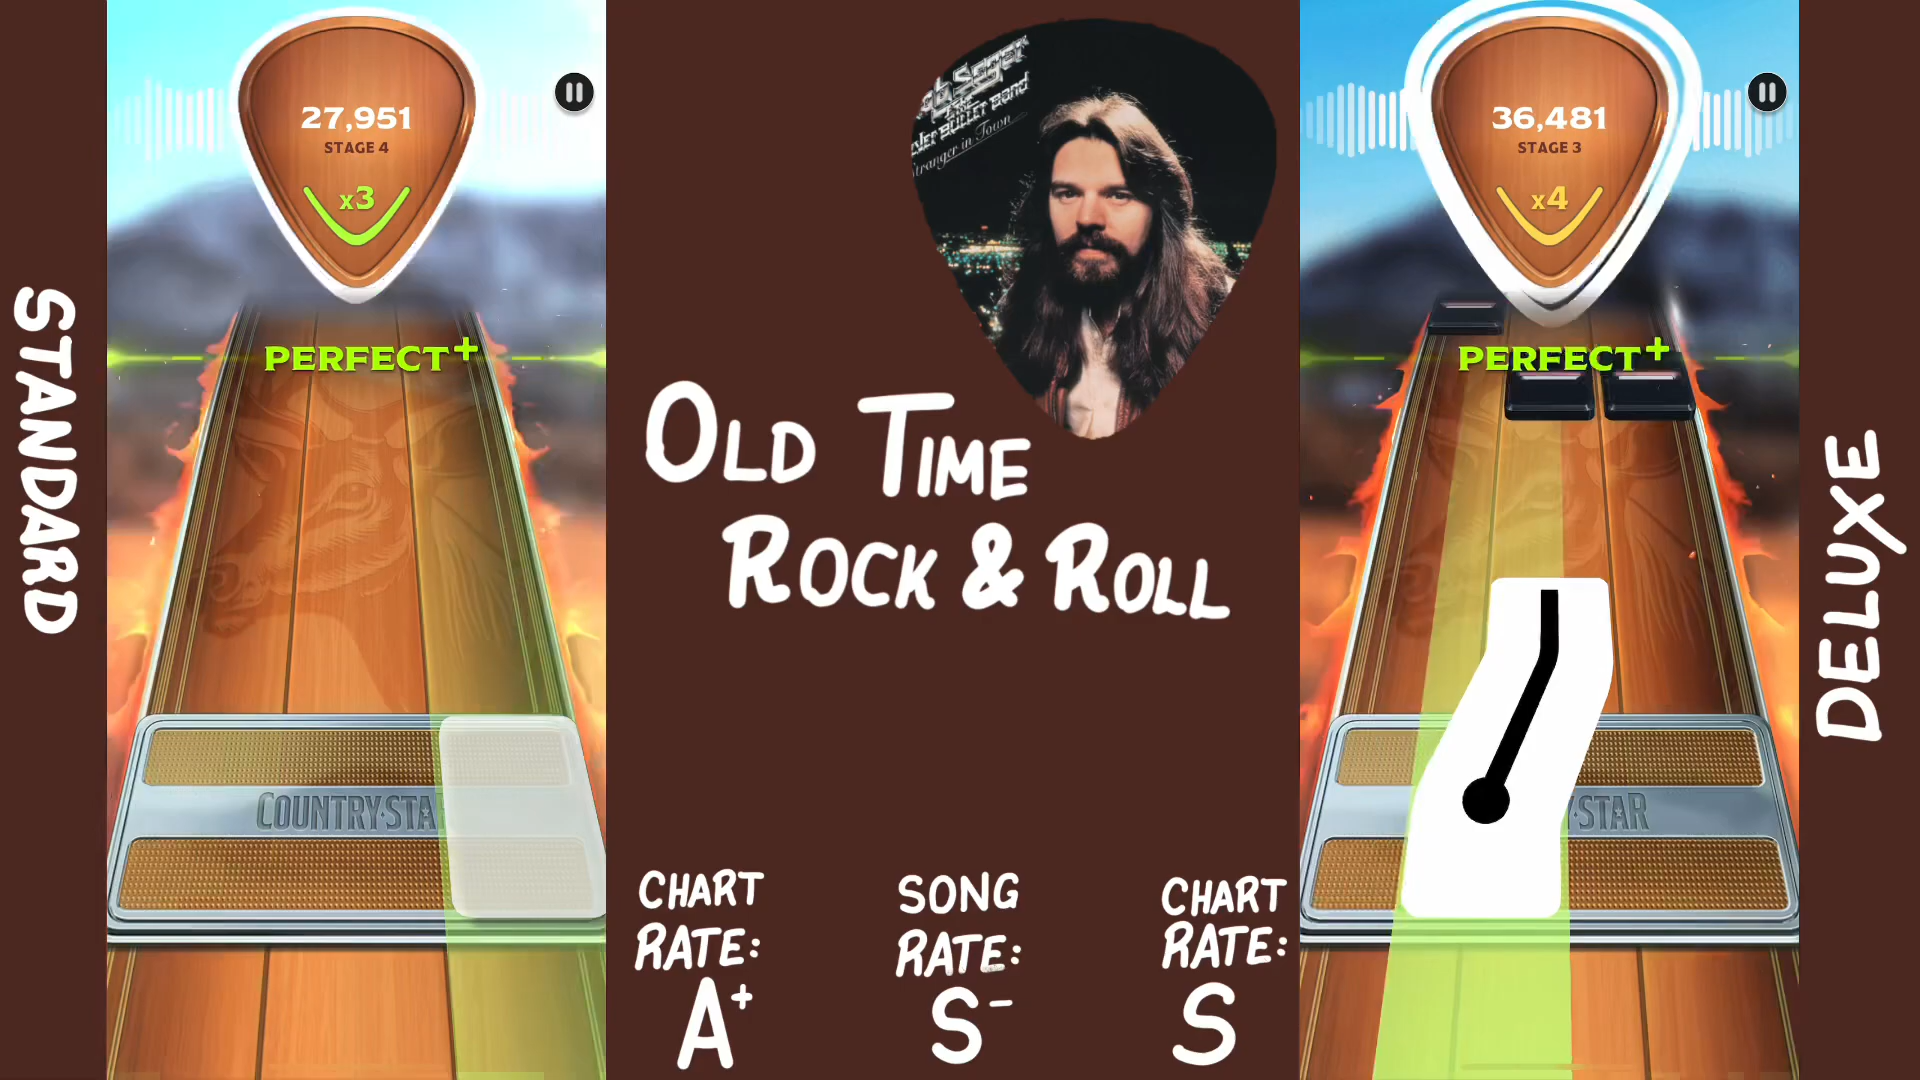 STANDARD
27,951
STAGE 4
x3
PERFECT+
COUNTRY★STA
Stranger in Town
OLD TIME
ROCK & ROLL
CHART
RATE:
A+
SONG
RATE:
S-
CHART
RATE:
S
36,481
STAGE 3
x4
PERFECT+
Y★STAR
DELUXE